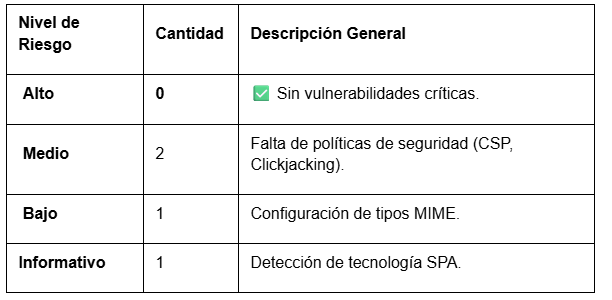 Nivel de Riesgo Cantidad Descripción General
Alto 0 ✅ Sin vulnerabilidades críticas.
Medio 2 Falta de políticas de seguridad (CSP, Clickjacking).
Bajo 1 Configuración de tipos MIME.
Informativo 1 Detección de tecnología SPA.